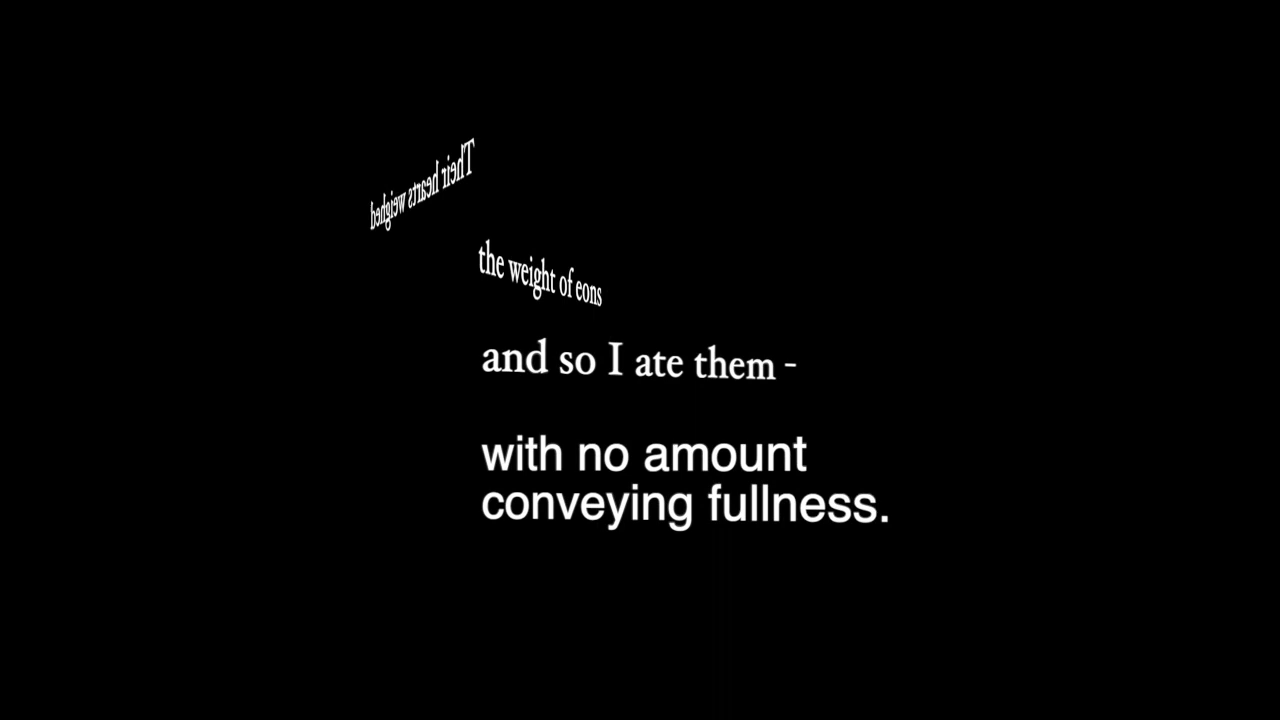 Their hearts weighed
the weight of eons
and so I ate them -
with no amount
conveying fullness.